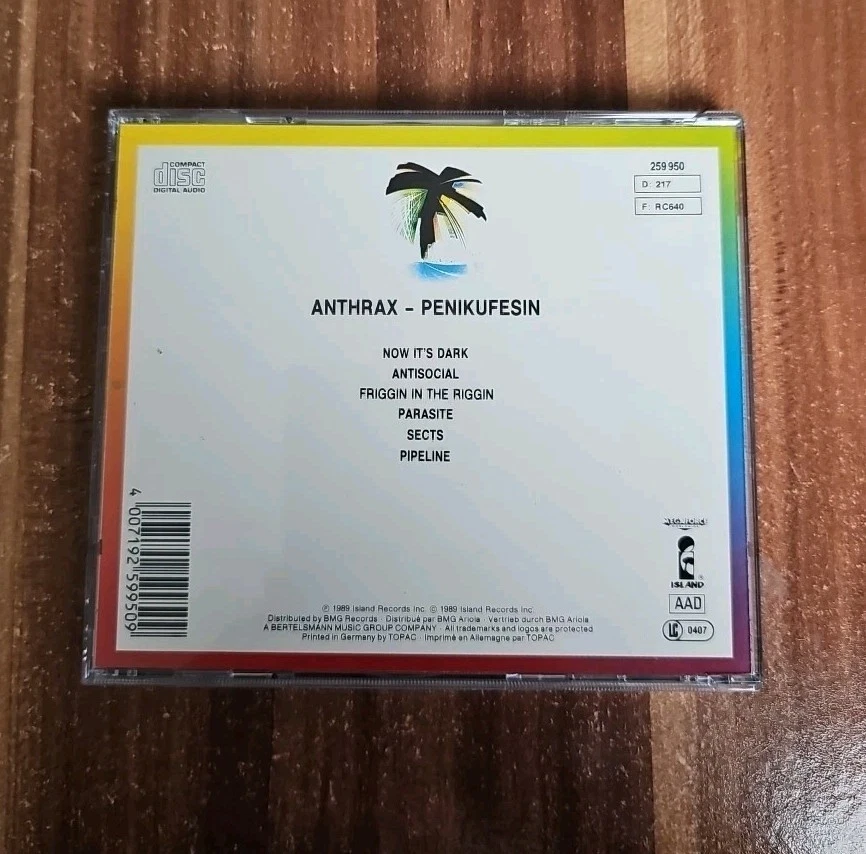 COMPACT
disc
DIGITAL AUDIO
259 950
D: 217
F: RC640
ANTHRAX - PENIKUFESIN
NOW IT'S DARK
ANTISOCIAL
FRIGGIN IN THE RIGGIN
PARASITE
SECTS
PIPELINE
4 007192 599509
MEGAFORCE
ISLAND
AAD
LC 0407
℗ 1989 Island Records Inc. © 1989 Island Records Inc.
Distributed by BMG Records · Distribué par BMG Ariola · Vertrieb durch BMG Ariola
A BERTELSMANN MUSIC GROUP COMPANY · All trademarks and logos are protected
Printed in Germany by TOPAC · Imprimé en Allemagne par TOPAC